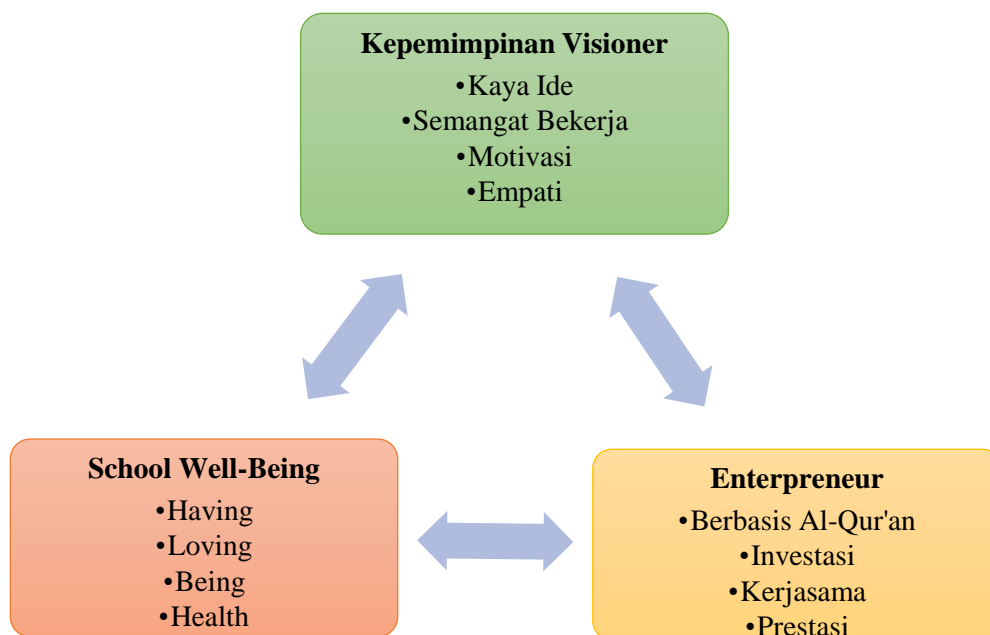 Kepemimpinan Visioner
•Kaya Ide
•Semangat Bekerja
•Motivasi
•Empati
School Well-Being
•Having
•Loving
•Being
•Health
Enterpreneur
•Berbasis Al-Qur'an
•Investasi
•Kerjasama
•Prestasi